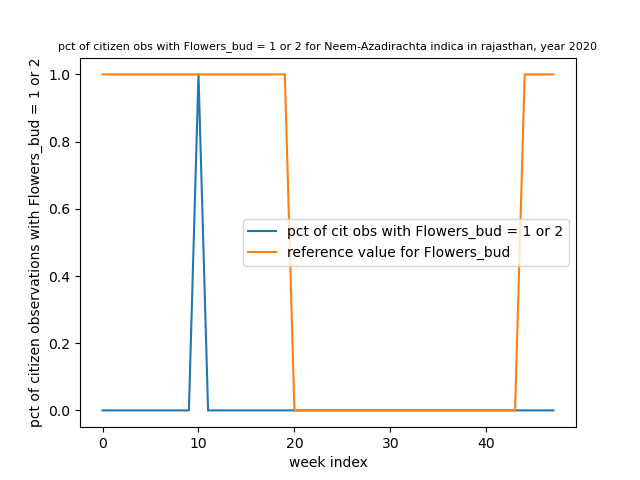 pct of citizen obs with Flowers_bud = 1 or 2 for Neem-Azadirachta indica in rajasthan, year 2020
pct of citizen observations with Flowers_bud = 1 or 2
1.0
0.8
0.6
0.4
0.2
0.0
pct of cit obs with Flowers_bud = 1 or 2
reference value for Flowers_bud
0 10 20 30 40
week index